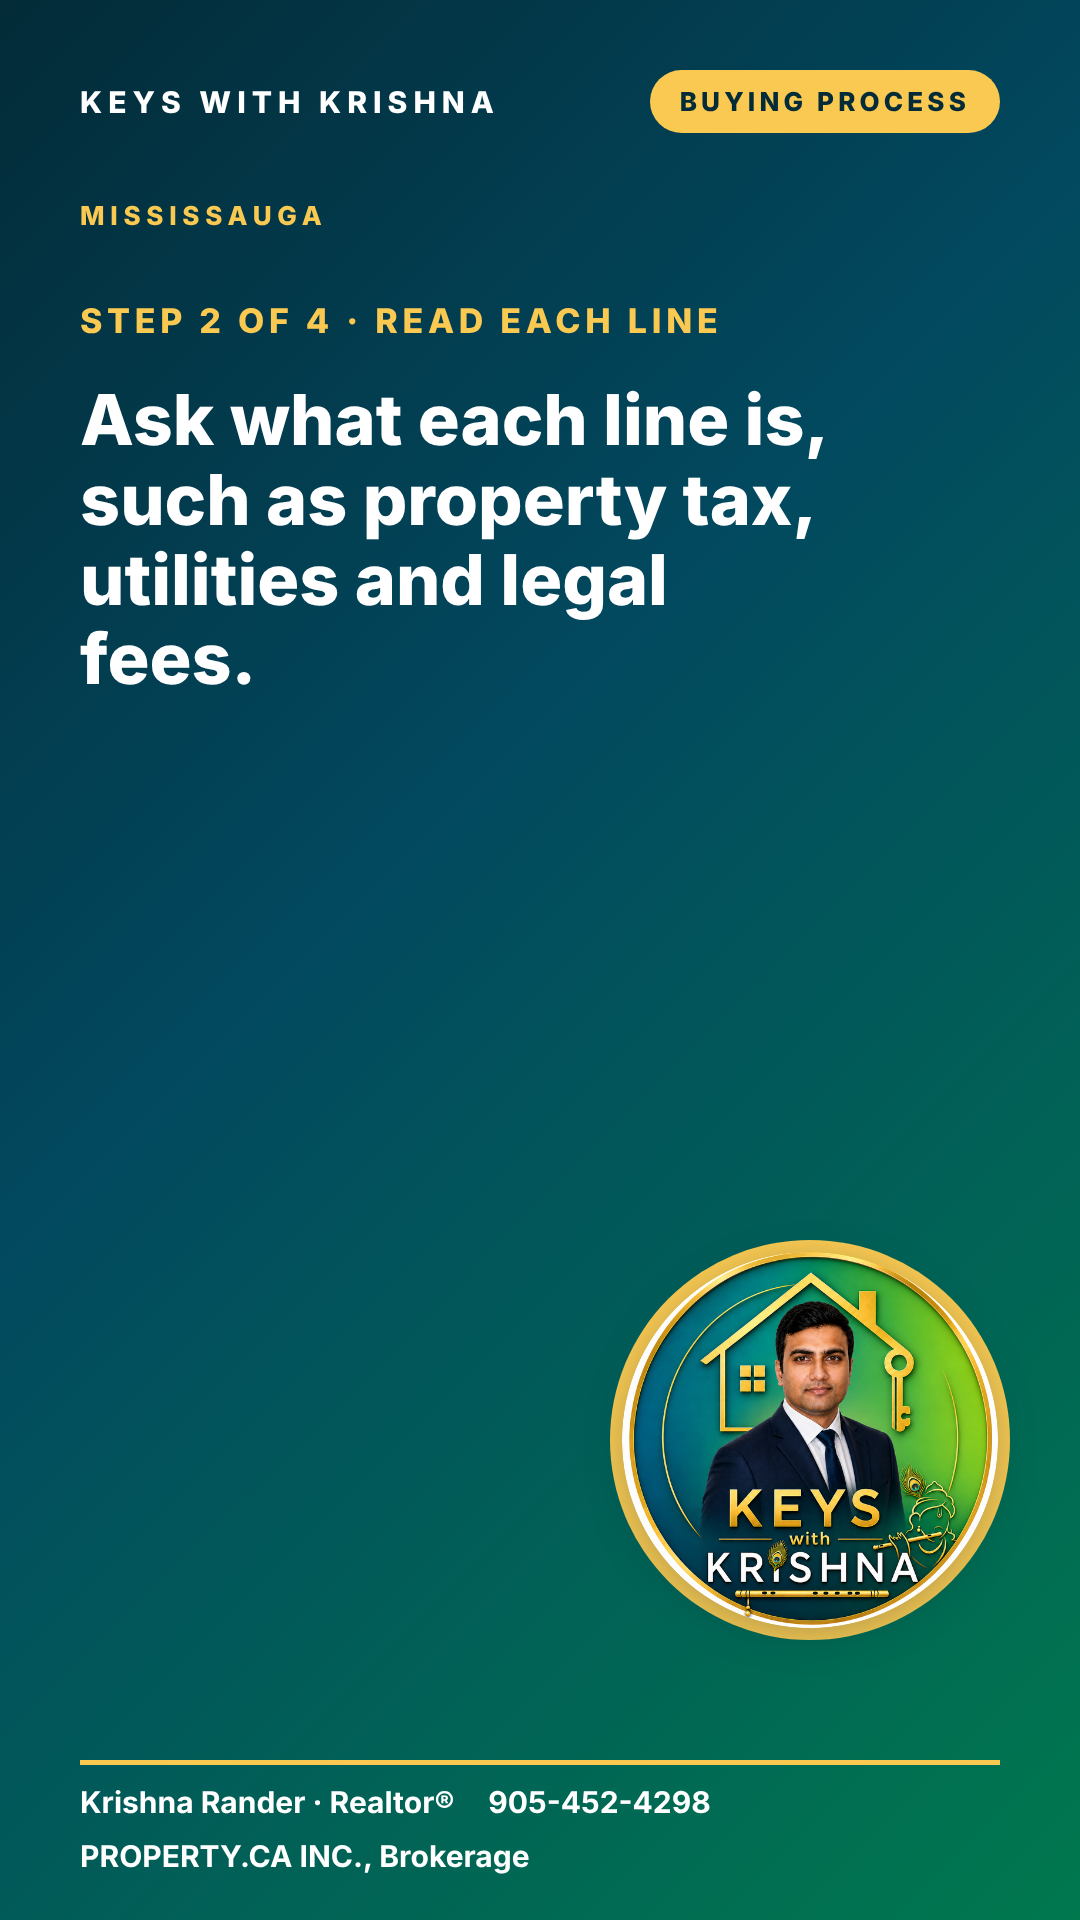 KEYS WITH KRISHNA
BUYING PROCESS
MISSISSAUGA
STEP 2 OF 4 · READ EACH LINE
Ask what each line is,
such as property tax,
utilities and legal
fees.
KEYS
with
KRISHNA
Krishna Rander · Realtor® 905-452-4298
PROPERTY.CA INC., Brokerage